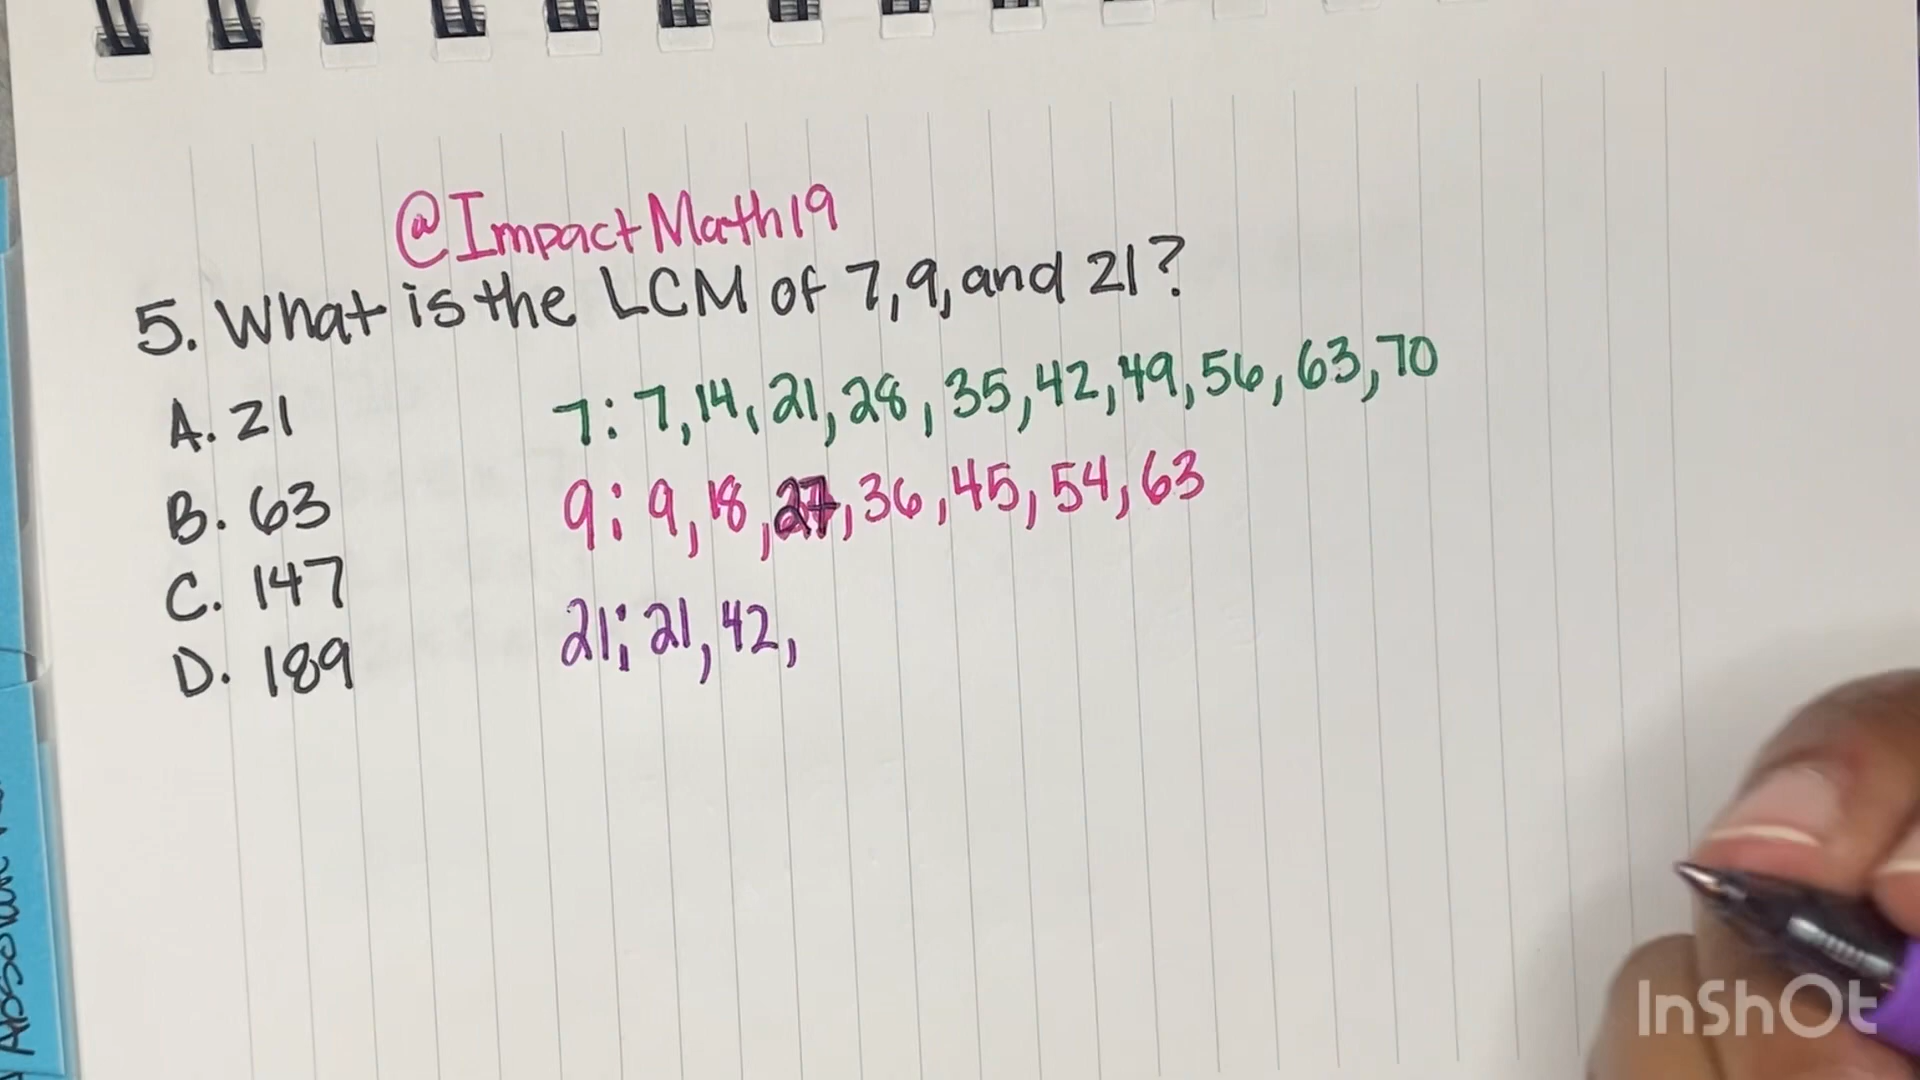 @ImpactMath19
5. What is the LCM of 7, 9, and 21?
A. 21
B. 63
C. 147
D. 189
7: 7, 14, 21, 28, 35, 42, 49, 56, 63, 70
9: 9, 18, 27, 36, 45, 54, 63
21: 21, 42,
Absolute
InShOt